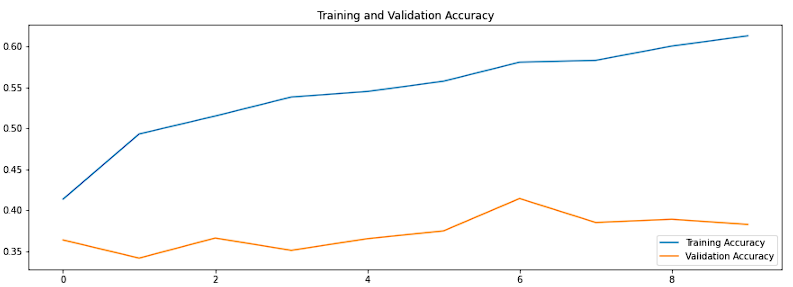 Training and Validation Accuracy
0.60
0.55
0.50
0.45
0.40
0.35
0 2 4 6 8
Training Accuracy
Validation Accuracy